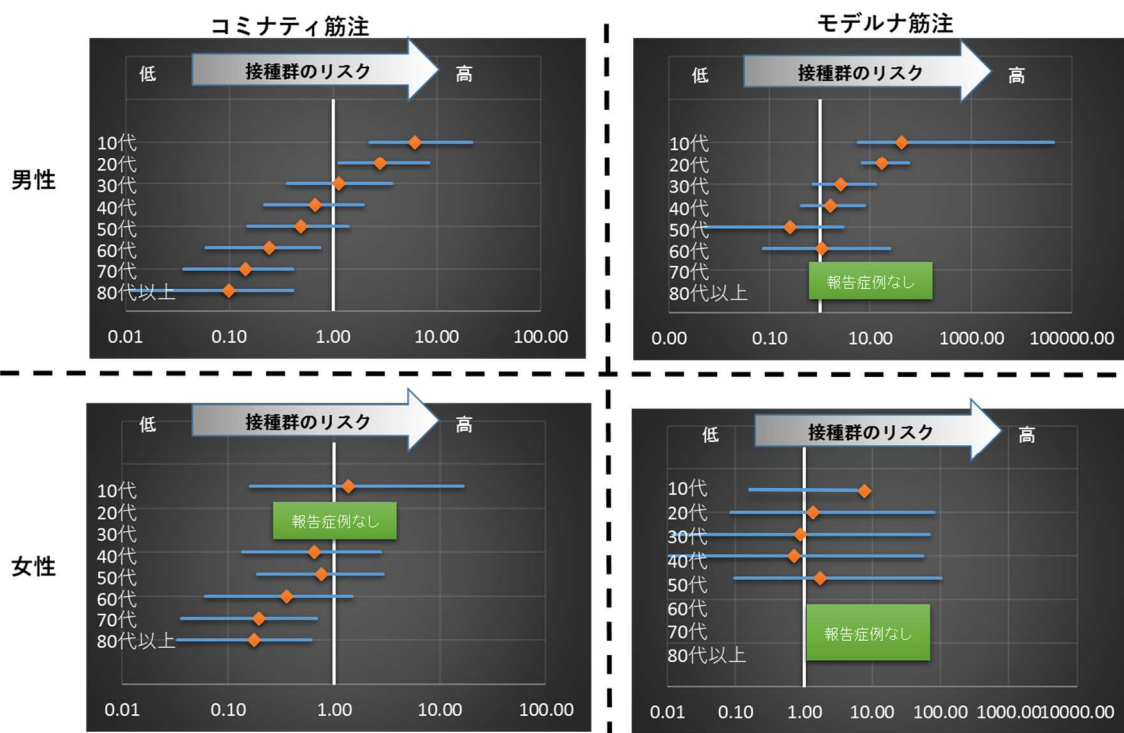 コミナティ筋注
モデルナ筋注
低
接種群のリスク
高
男性
10代
20代
30代
40代
50代
60代
70代
80代以上
0.01
0.10
1.00
10.00
100.00
低
接種群のリスク
高
10代
20代
30代
40代
50代
60代
70代
80代以上
報告症例なし
0.00
0.10
10.00
1000.00
100000.00
低
接種群のリスク
高
女性
10代
20代
30代
40代
50代
60代
70代
80代以上
報告症例なし
0.01
0.10
1.00
10.00
100.00
低
接種群のリスク
高
10代
20代
30代
40代
50代
60代
70代
80代以上
報告症例なし
0.01
0.10
1.00
10.00
100.00
1000.00
10000.00